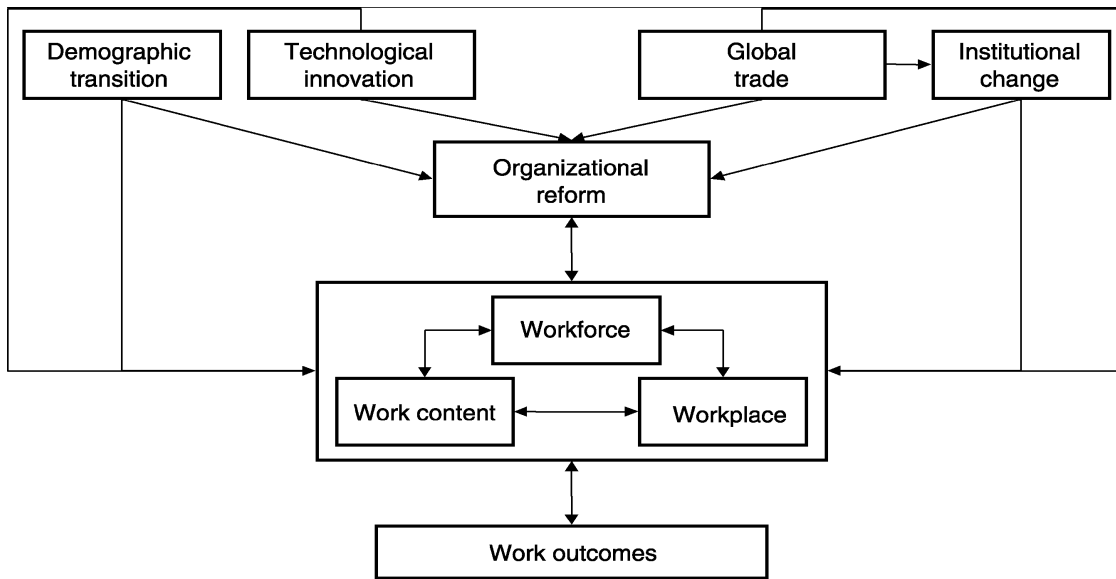 Demographic
transition
Technological
innovation
Global
trade
Institutional
change
Organizational
reform
Workforce
Work content
Workplace
Work outcomes